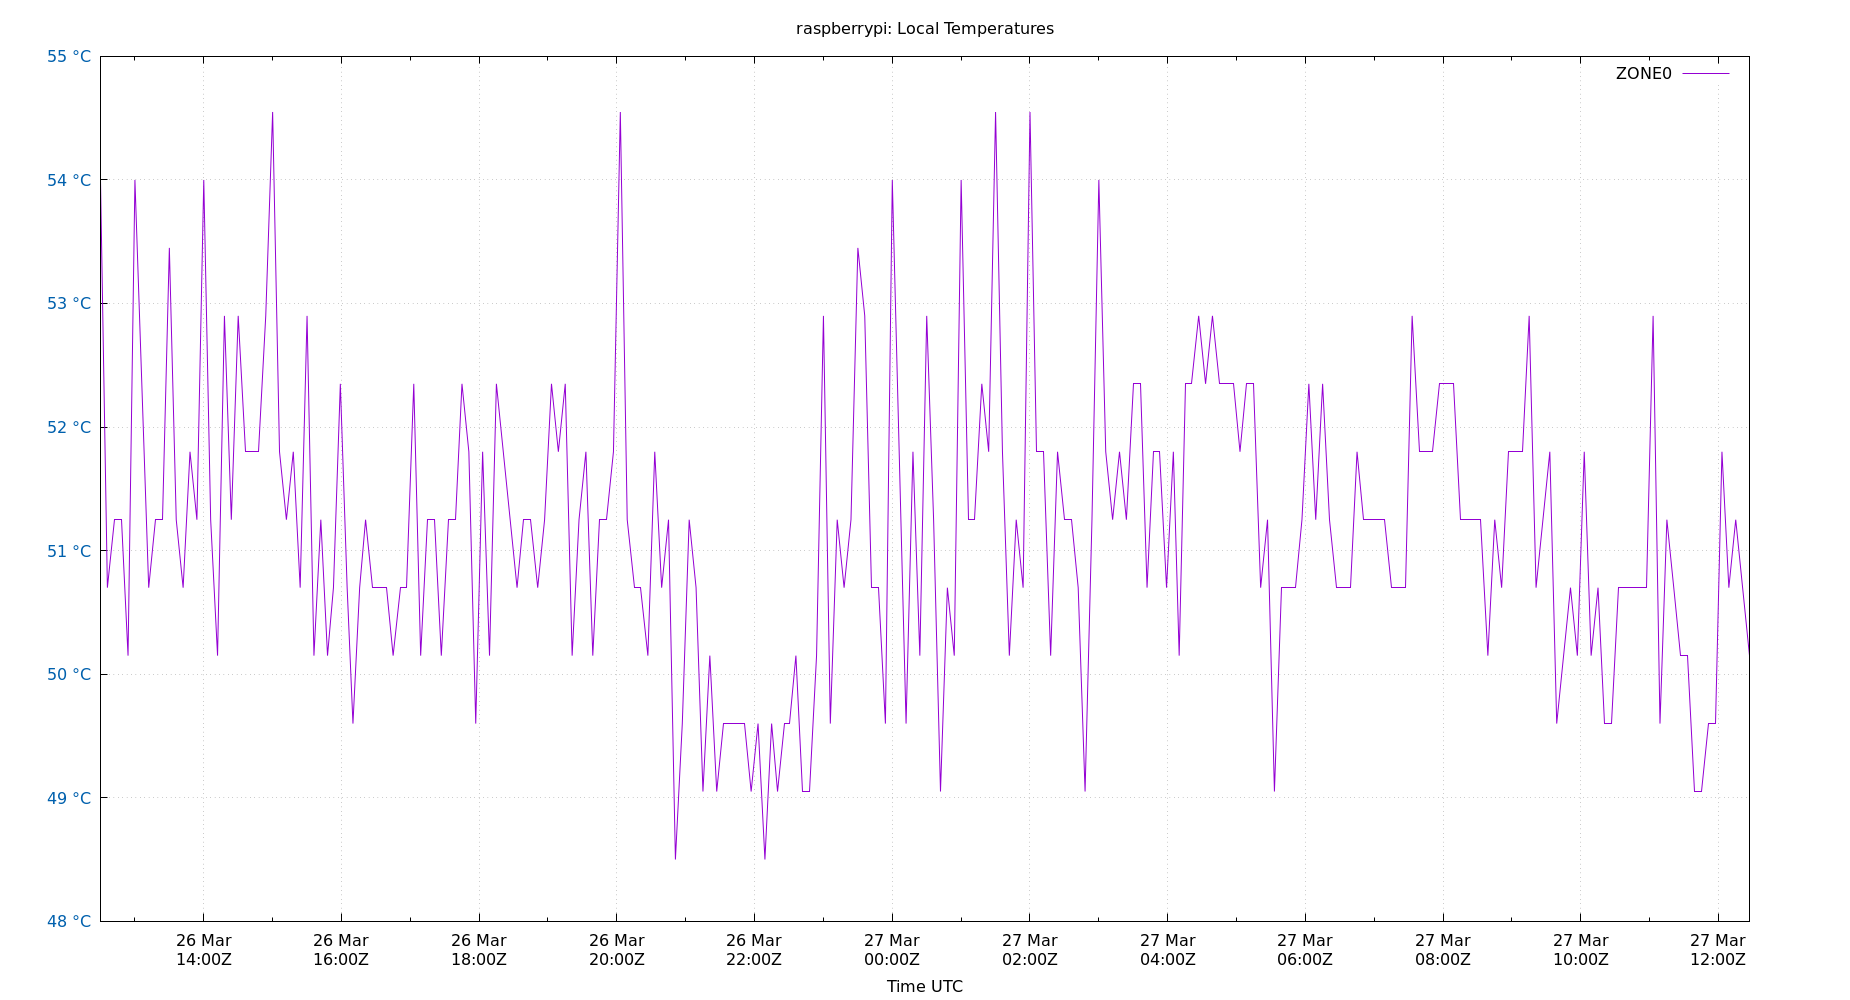 raspberrypi: Local Temperatures
55 °C
ZONE0
54 °C
53 °C
52 °C
51 °C
50 °C
49 °C
48 °C
26 Mar 26 Mar 26 Mar 26 Mar 26 Mar 27 Mar 27 Mar 27 Mar 27 Mar 27 Mar 27 Mar 27 Mar
14:00Z 16:00Z 18:00Z 20:00Z 22:00Z 00:00Z 02:00Z 04:00Z 06:00Z 08:00Z 10:00Z 12:00Z
Time UTC